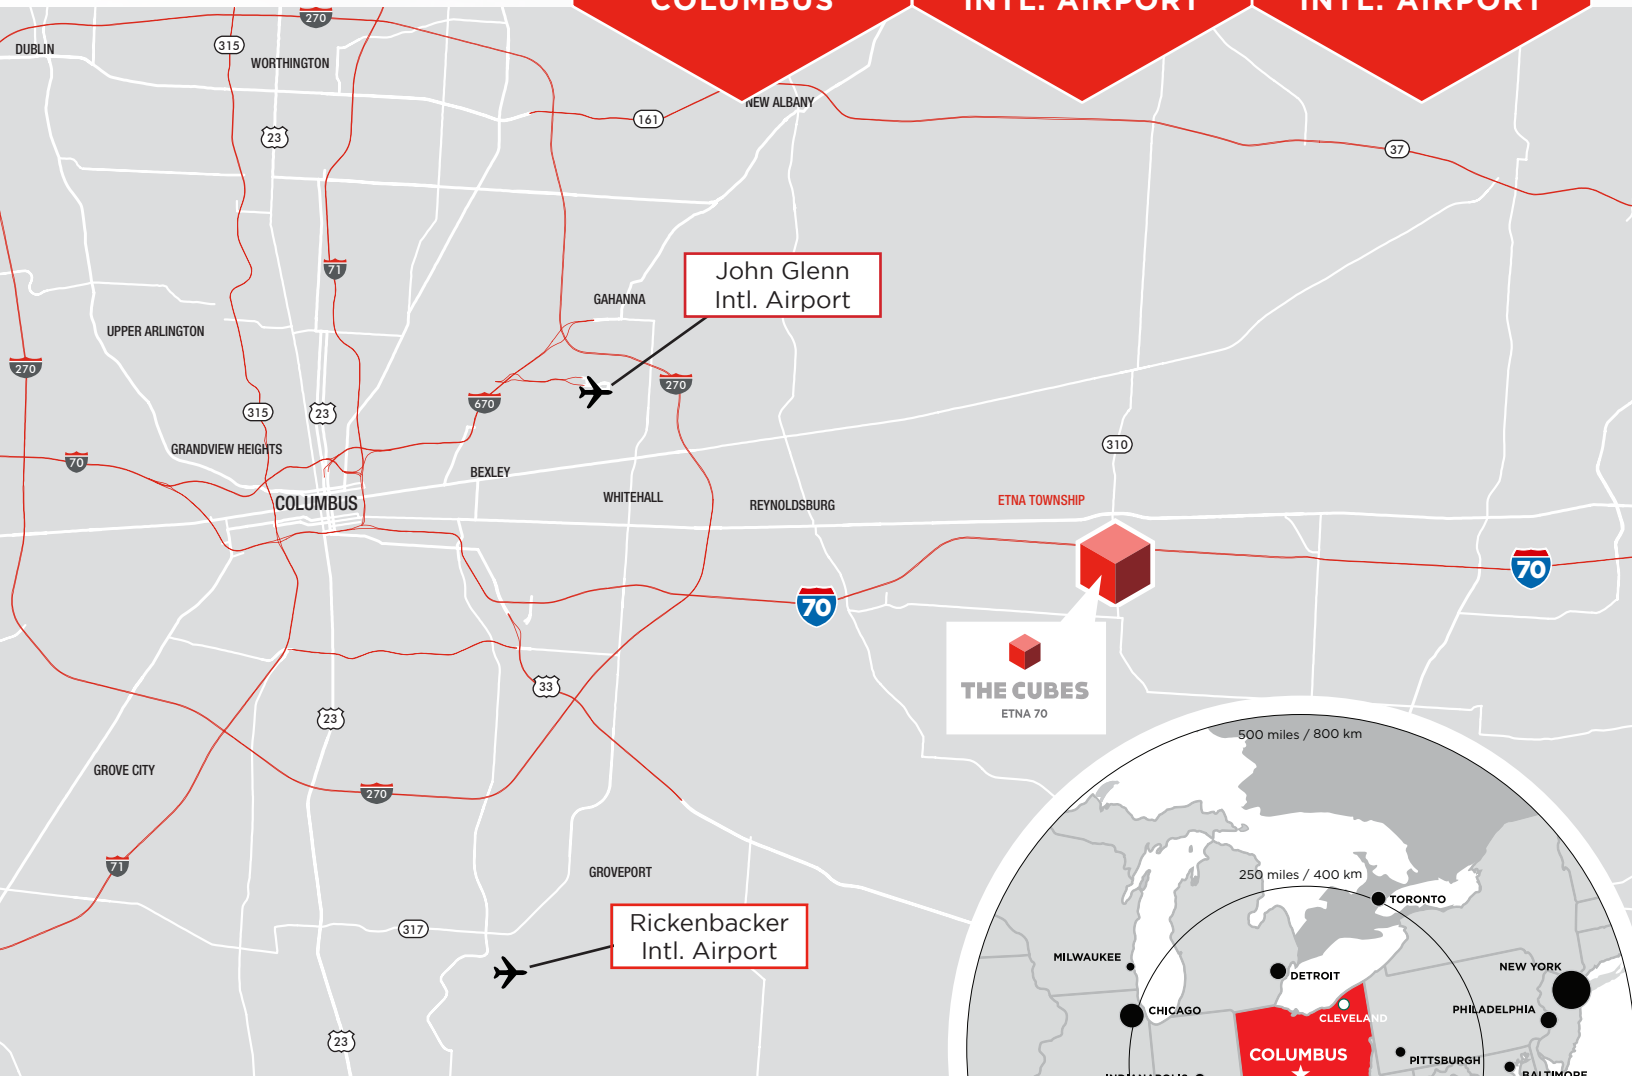 COLUMBUS
INTL. AIRPORT
INTL. AIRPORT
270
315
DUBLIN
WORTHINGTON
NEW ALBANY
161
23
37
71
John Glenn
Intl. Airport
GAHANNA
UPPER ARLINGTON
270
270
670
315
23
GRANDVIEW HEIGHTS
310
70
BEXLEY
COLUMBUS
WHITEHALL
REYNOLDSBURG
ETNA TOWNSHIP
70
70
THE CUBES
ETNA 70
33
23
GROVE CITY
270
71
GROVEPORT
Rickenbacker
Intl. Airport
317
23
500 miles / 800 km
250 miles / 400 km
TORONTO
MILWAUKEE
DETROIT
NEW YORK
CHICAGO
PHILADELPHIA
CLEVELAND
COLUMBUS
PITTSBURGH
INDIANAPOLIS
BALTIMORE